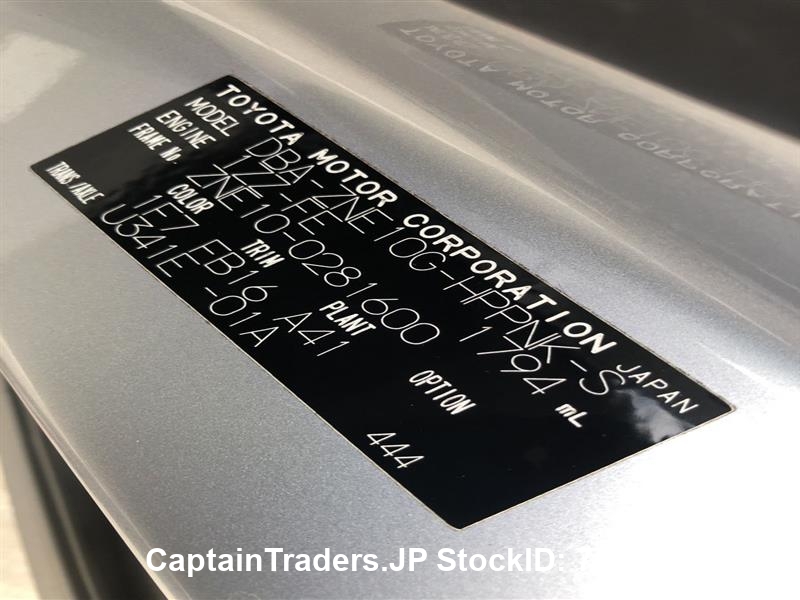 TOYOTA MOTOR CORPORATION JAPAN
MODEL DBA-ZNE10G-HPPNK-S
ENGINE 1ZZ-FE 1794 mL
FRAME No. ZNE10-0281600
COLOR TRIM PLANT OPTION
1E7 FB16 A41
TRANS/AXLE U341E -01A 444
CaptainTraders.JP StockID: